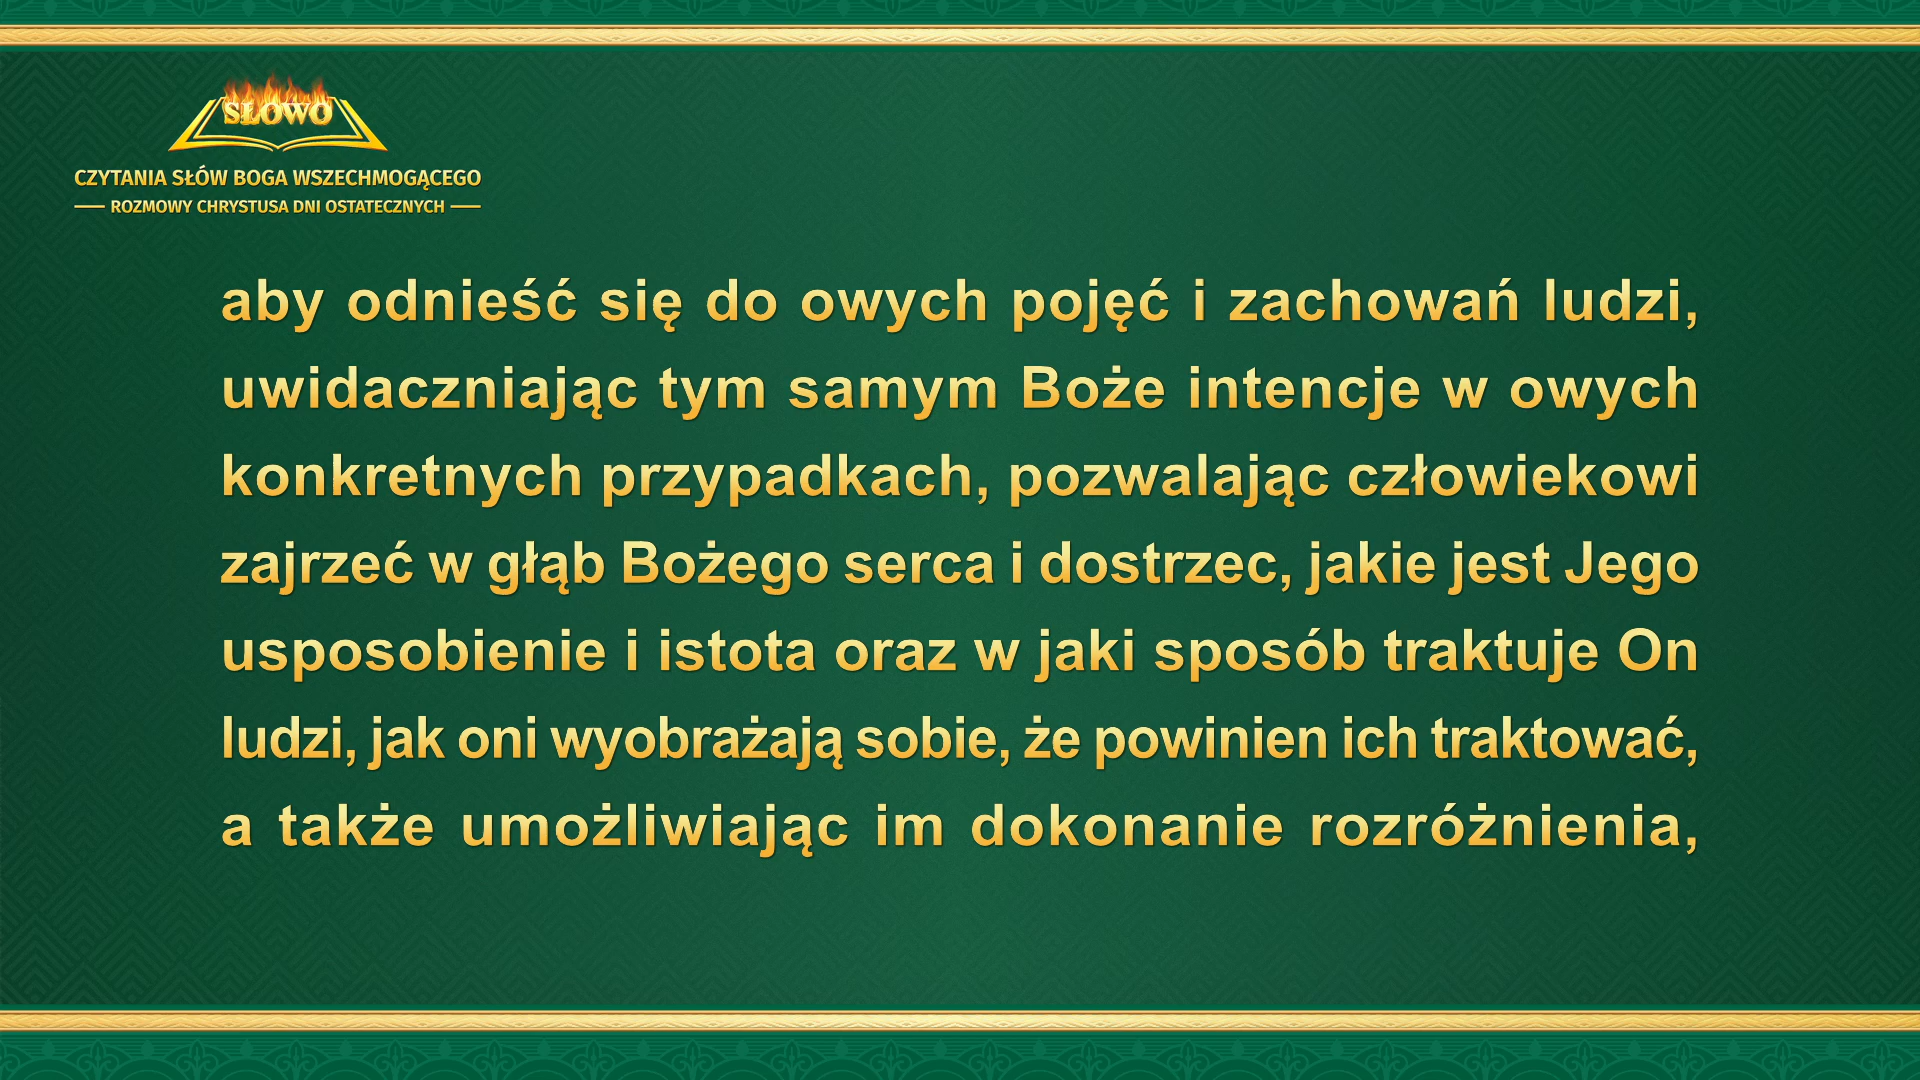 SŁOWO
CZYTANIA SŁÓW BOGA WSZECHMOGĄCEGO
ROZMOWY CHRYSTUSA DNI OSTATECZNYCH
aby odnieść się do owych pojęć i zachowań ludzi,
uwidaczniając tym samym Boże intencje w owych
konkretnych przypadkach, pozwalając człowiekowi
zajrzeć w głąb Bożego serca i dostrzec, jakie jest Jego
usposobienie i istota oraz w jaki sposób traktuje On
ludzi, jak oni wyobrażają sobie, że powinien ich traktować,
a także umożliwiając im dokonanie rozróżnienia,